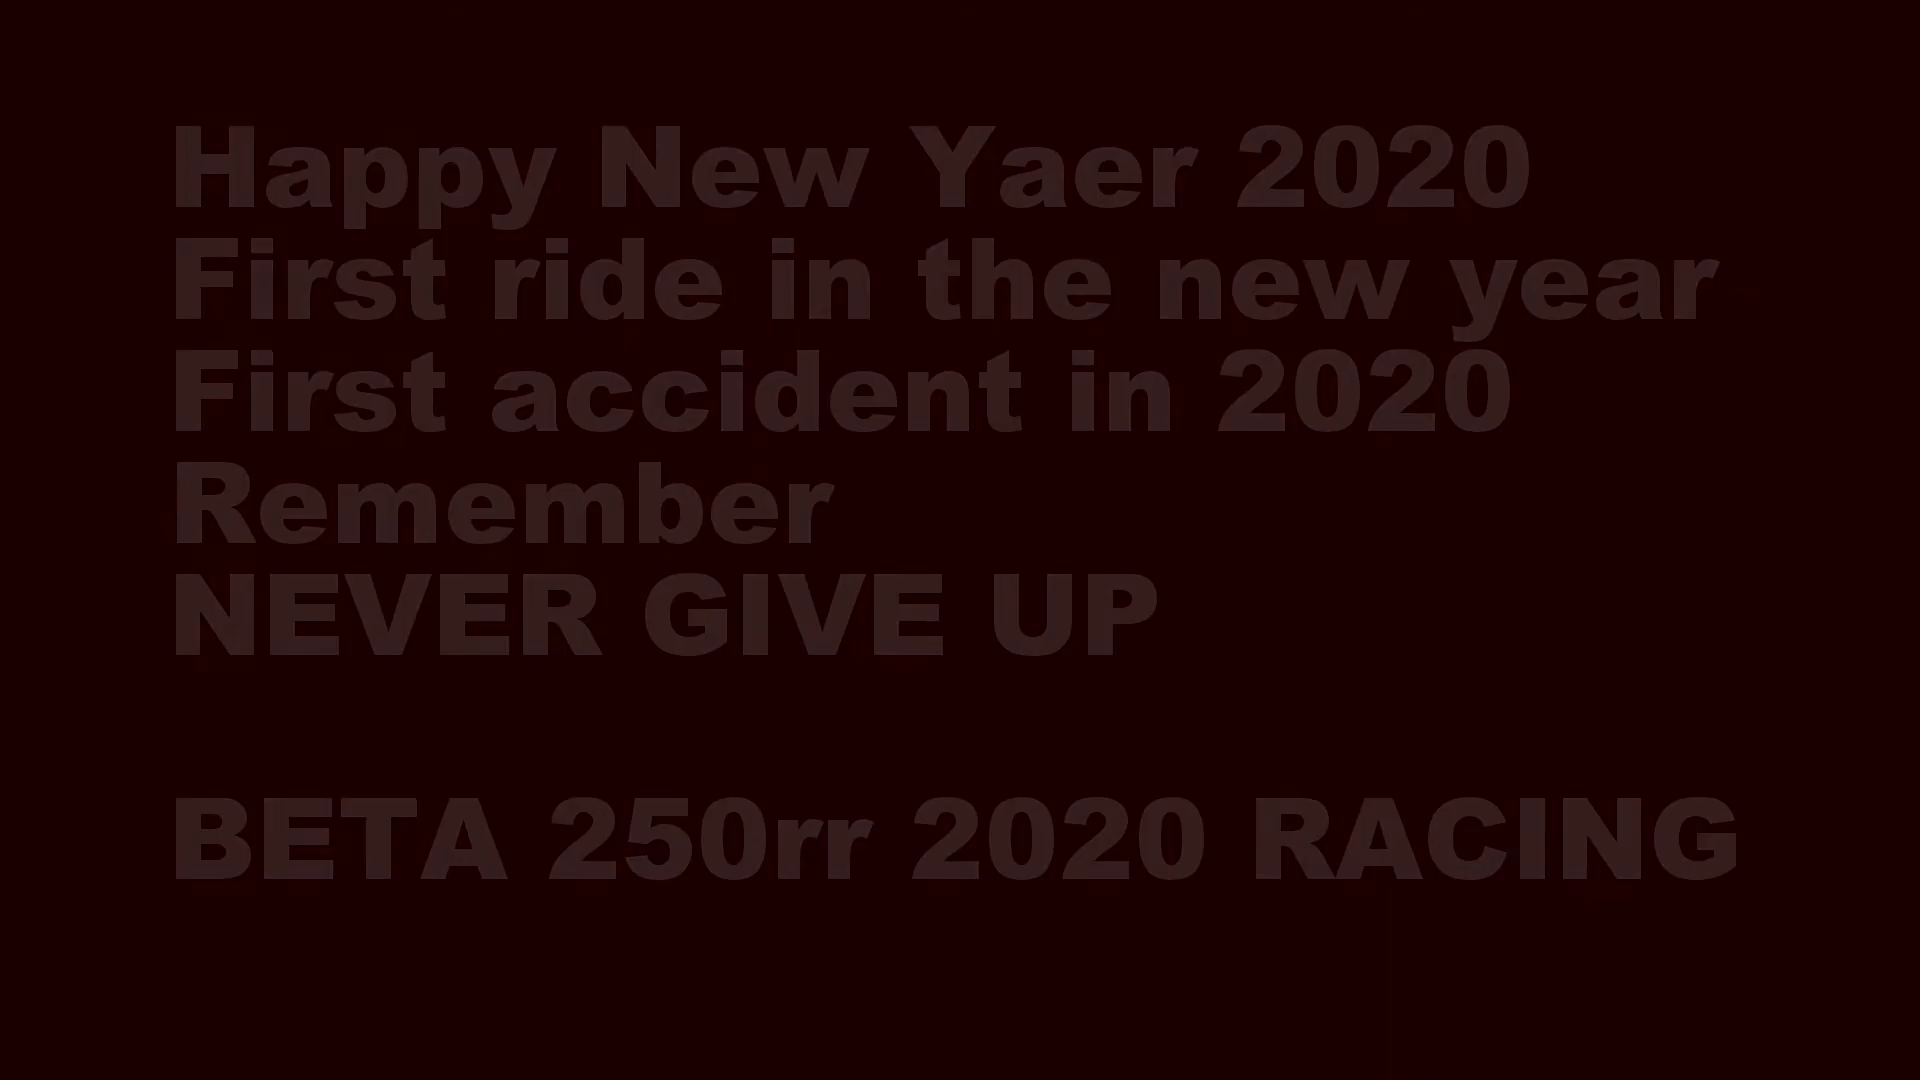 Happy New Yaer 2020
First ride in the new year
First accident in 2020
Remember
NEVER GIVE UP
BETA 250rr 2020 RACING